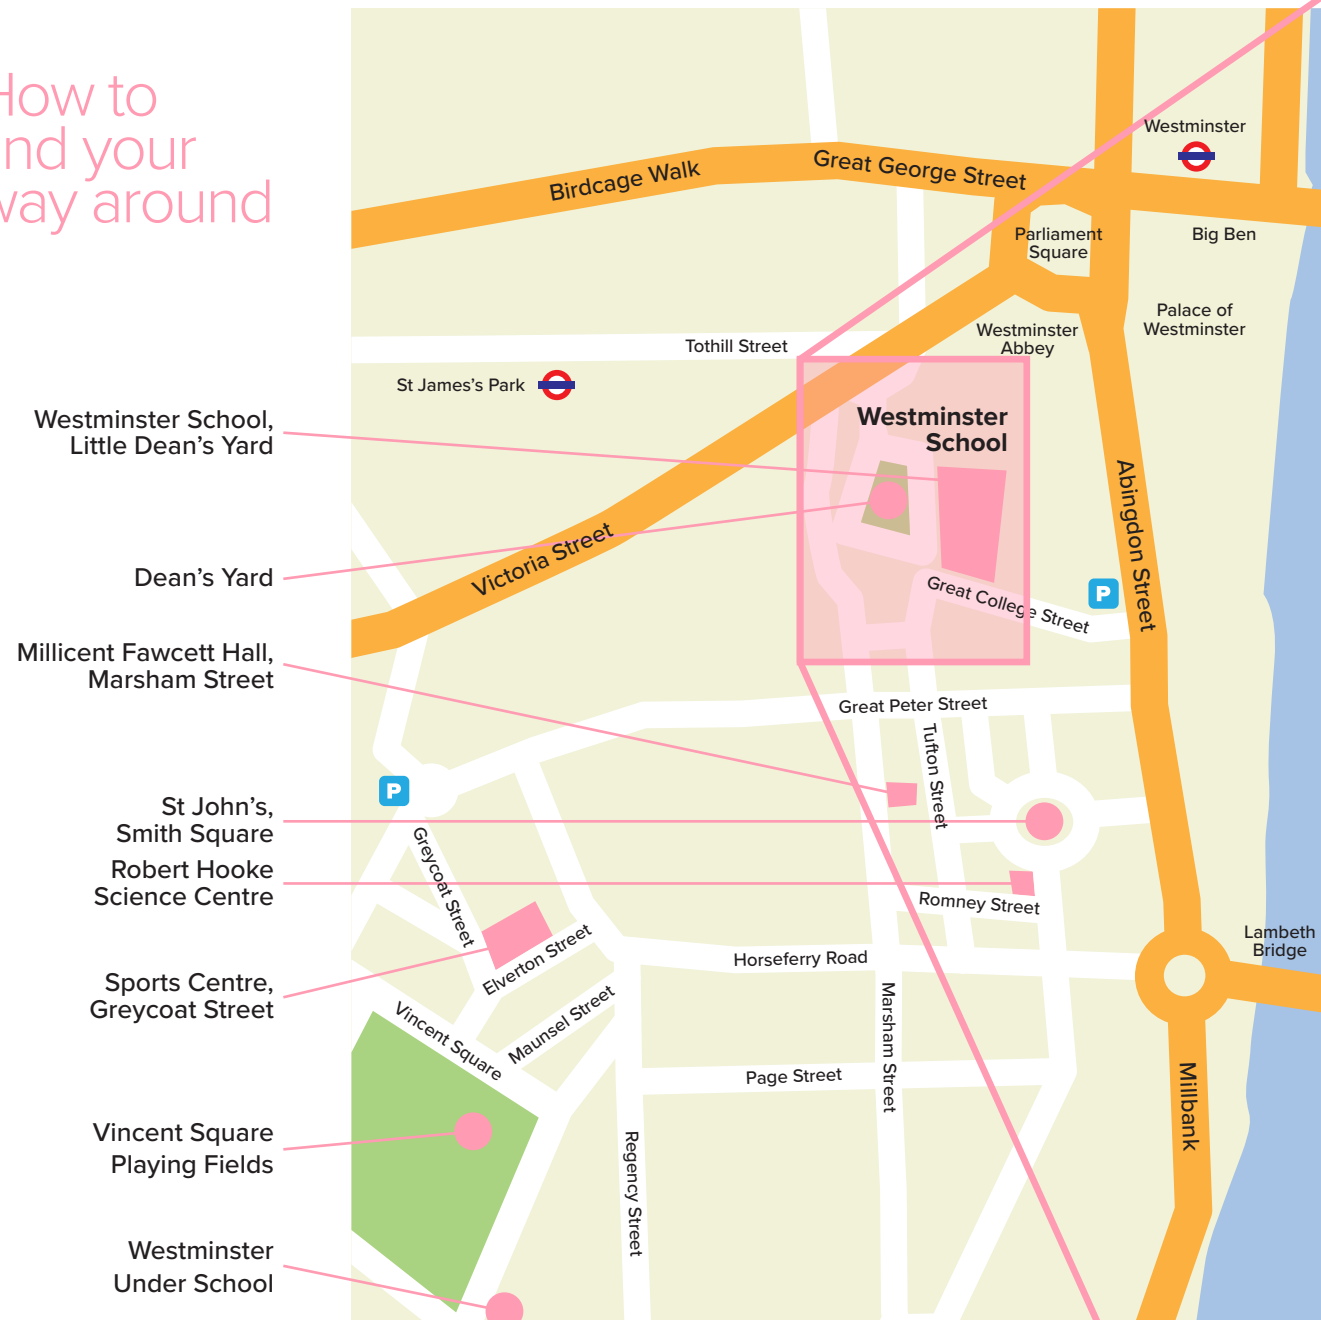 How to
nd your
way around
Westminster School,
Little Dean's Yard
Dean's Yard
Millicent Fawcett Hall,
Marsham Street
St John's,
Smith Square
Robert Hooke
Science Centre
Sports Centre,
Greycoat Street
Vincent Square
Playing Fields
Westminster
Under School
Westminster
Birdcage Walk
Great George Street
Parliament
Square
Big Ben
Palace of
Westminster
Westminster
Abbey
Tothill Street
St James's Park
Westminster
School
Victoria Street
Abingdon Street
P
Great College Street
Great Peter Street
Tufton Street
P
Greycoat Street
Romney Street
Elverton Street
Horseferry Road
Lambeth
Bridge
Maunsel Street
Vincent Square
Marsham Street
Page Street
Millbank
Regency Street